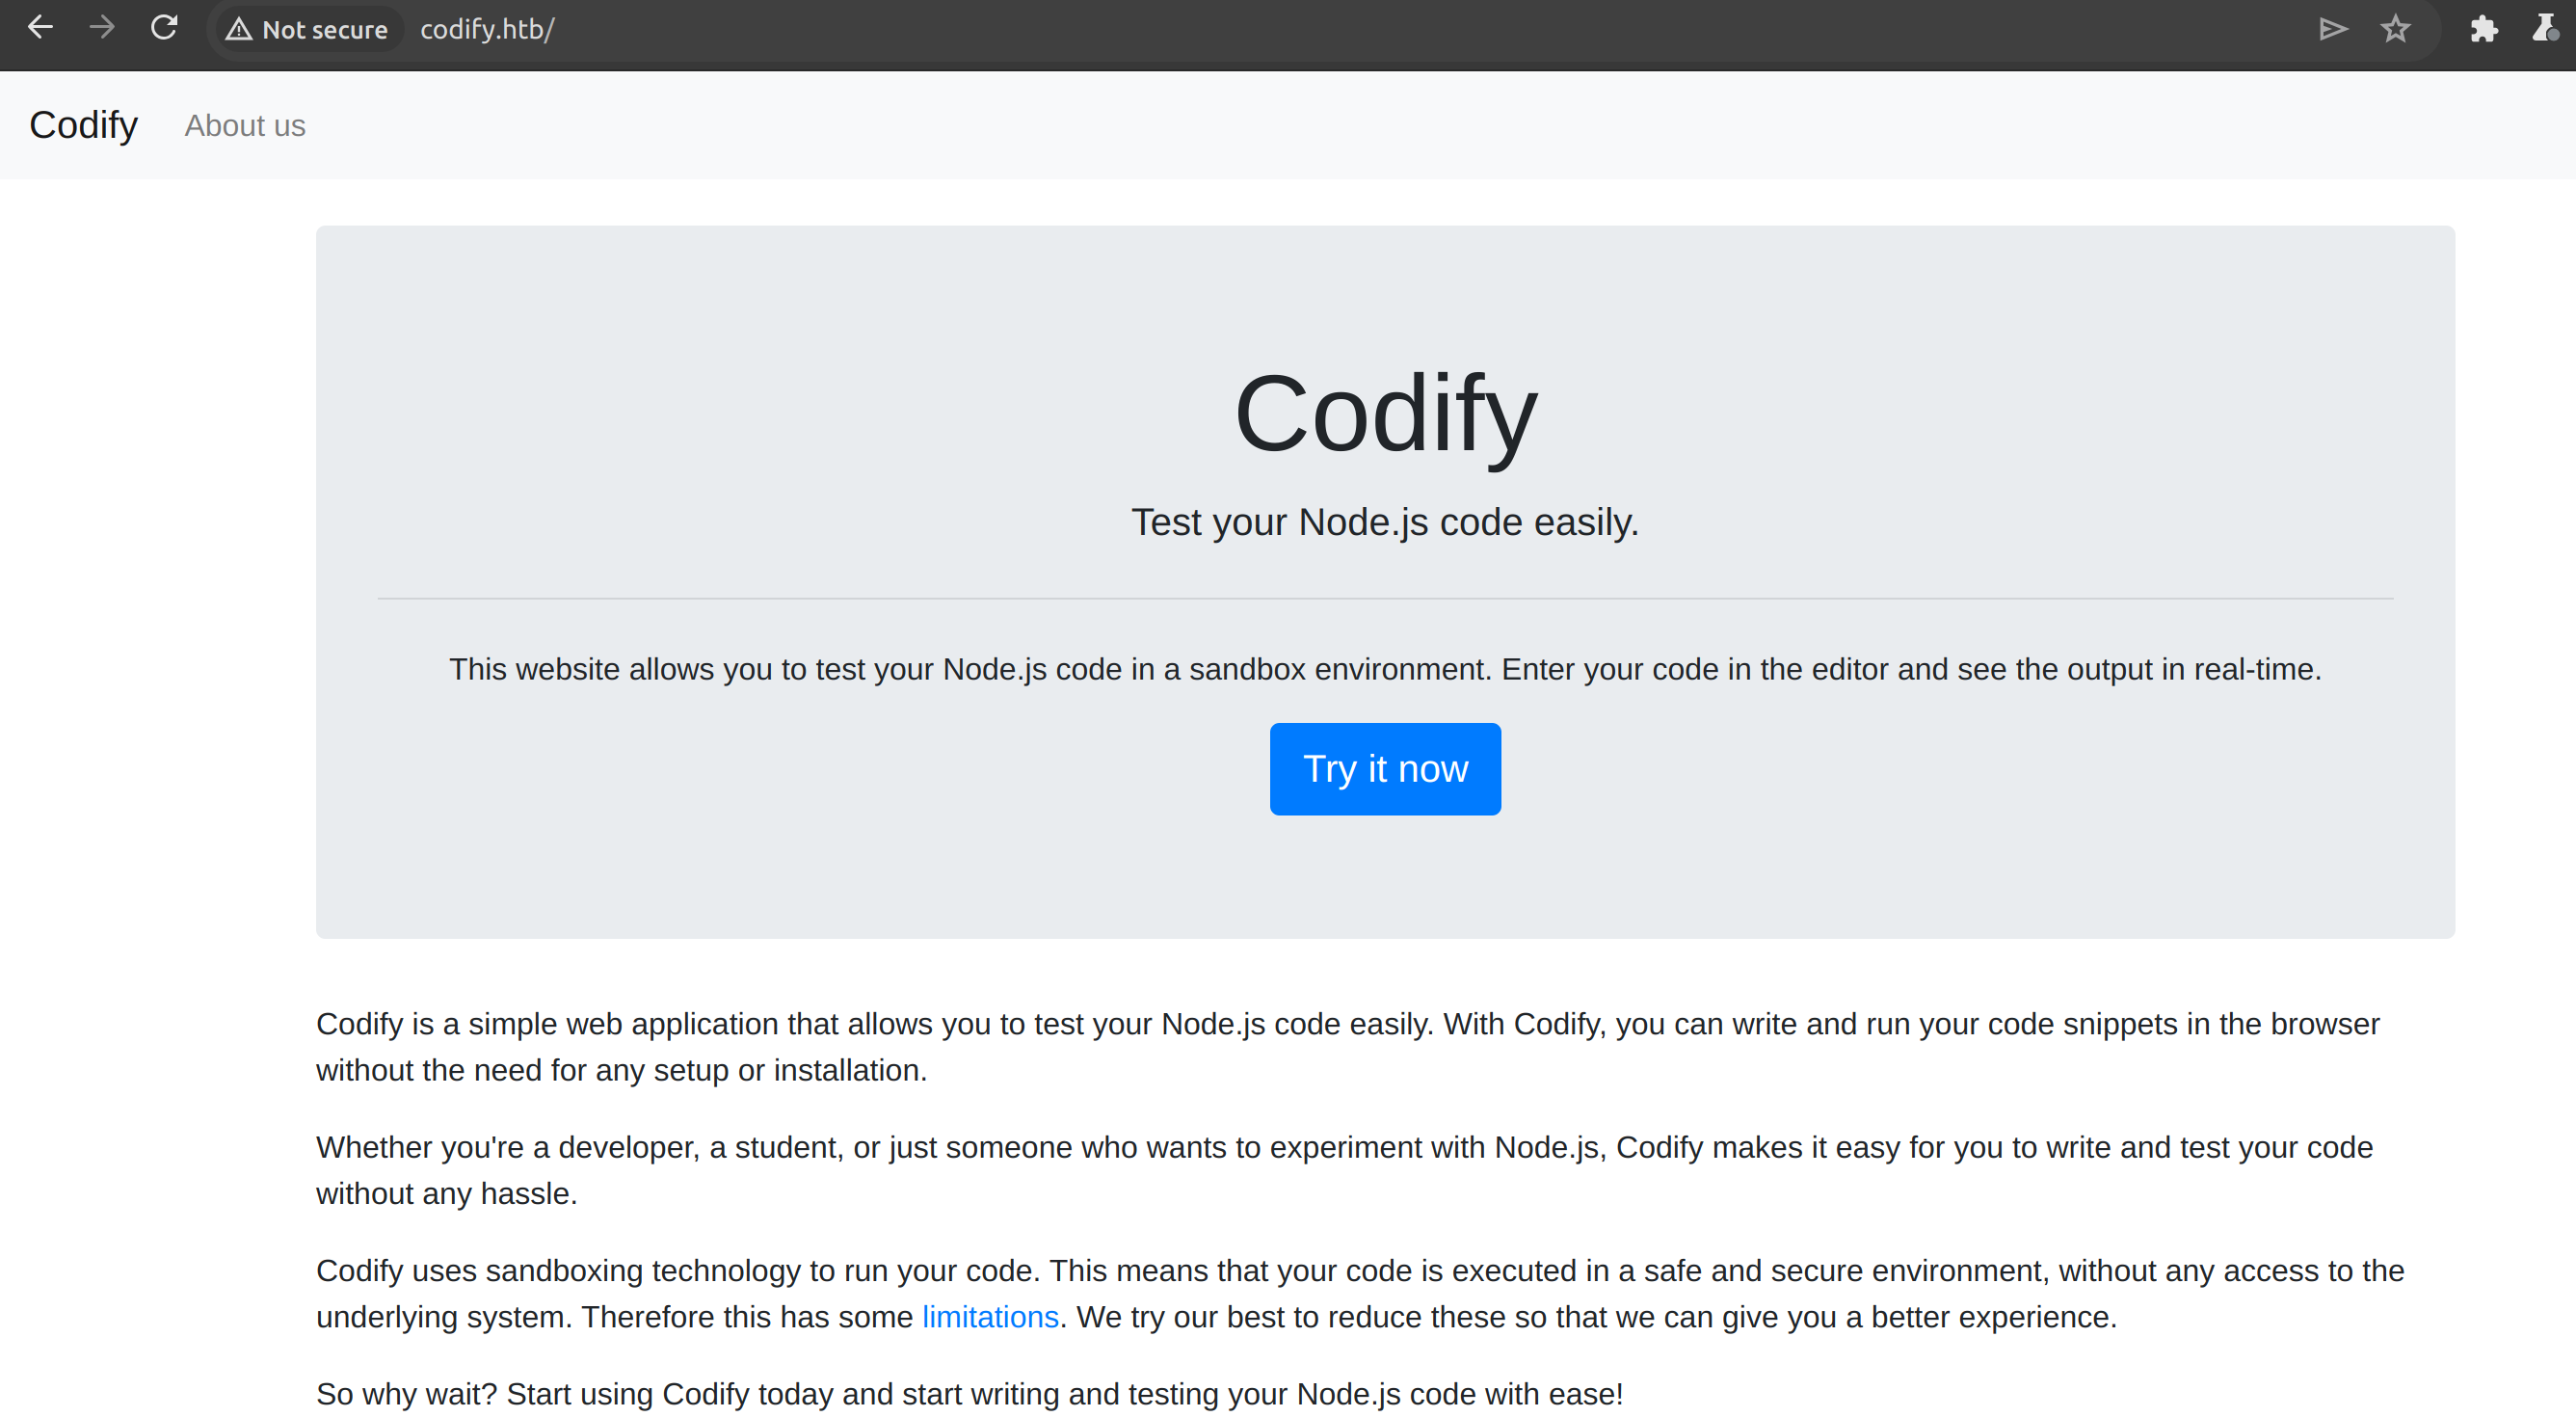 Not secure codify.htb/
Codify About us
Codify
Test your Node.js code easily.
This website allows you to test your Node.js code in a sandbox environment. Enter your code in the editor and see the output in real-time.
Try it now
Codify is a simple web application that allows you to test your Node.js code easily. With Codify, you can write and run your code snippets in the browser
without the need for any setup or installation.
Whether you're a developer, a student, or just someone who wants to experiment with Node.js, Codify makes it easy for you to write and test your code
without any hassle.
Codify uses sandboxing technology to run your code. This means that your code is executed in a safe and secure environment, without any access to the
underlying system. Therefore this has some limitations. We try our best to reduce these so that we can give you a better experience.
So why wait? Start using Codify today and start writing and testing your Node.js code with ease!